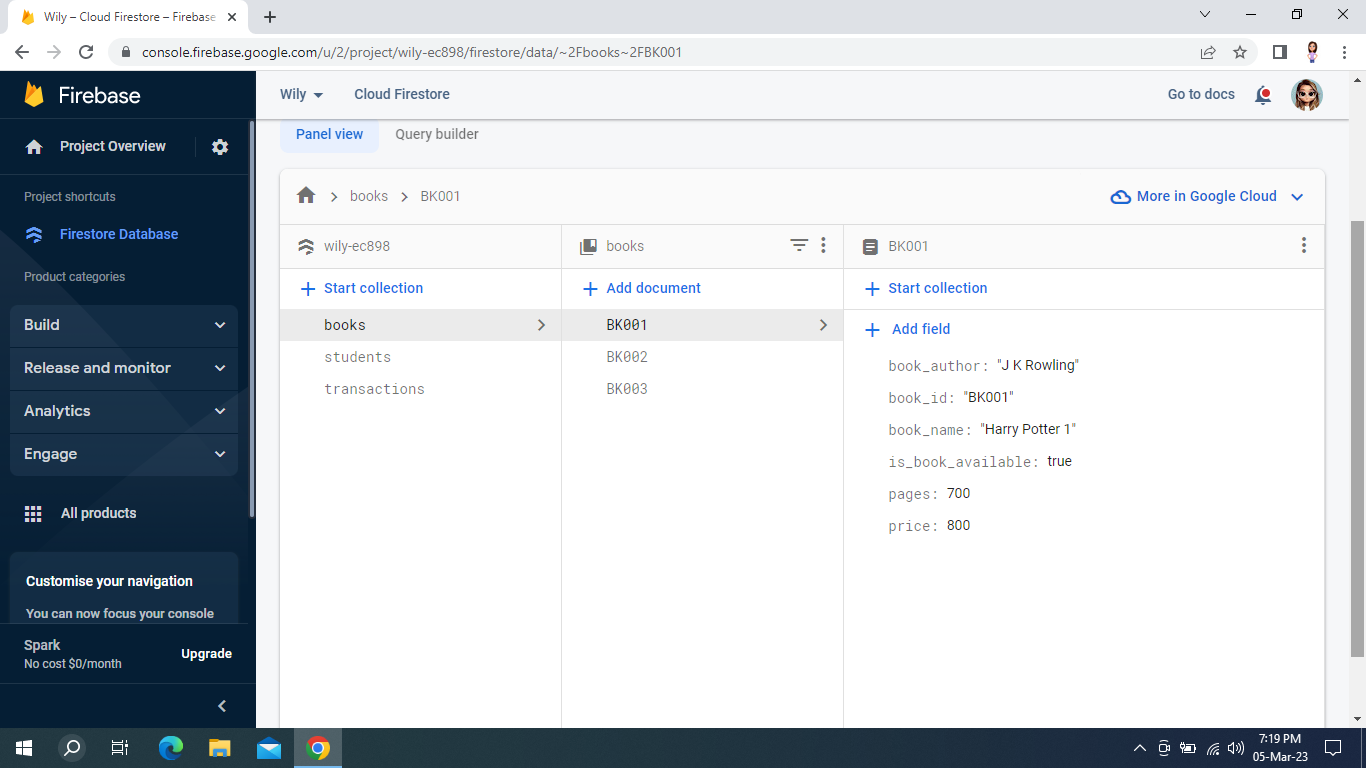 Wily – Cloud Firestore – Firebase
console.firebase.google.com/u/2/project/wily-ec898/firestore/data/~2Fbooks~2FBK001
Firebase
Wily
Cloud Firestore
Go to docs
Project Overview
Project shortcuts
Firestore Database
Product categories
Build
Release and monitor
Analytics
Engage
All products
Customise your navigation
You can now focus your console
Spark
No cost $0/month
Upgrade
Panel view
Query builder
books
BK001
More in Google Cloud
wily-ec898
books
BK001
Start collection
Add document
Start collection
books
BK001
Add field
students
BK002
transactions
BK003
book_author: "J K Rowling"
book_id: "BK001"
book_name: "Harry Potter 1"
is_book_available: true
pages: 700
price: 800
7:19 PM
05-Mar-23